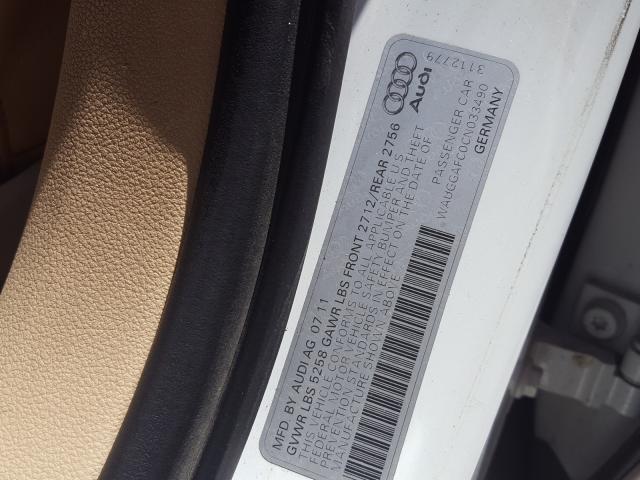 MFD BY AUDI AG 07 11
GVWR LBS 5258 GAWR LBS FRONT 2712/REAR 2756
THIS VEHICLE CONFORMS TO ALL APPLICABLE U S
FEDERAL MOTOR VEHICLE SAFETY BUMPER AND THEFT
PREVENTION STANDARDS IN EFFECT ON THE DATE OF
MANUFACTURE SHOWN ABOVE
3112779
Audi
PASSENGER CAR
WAUGGAFC0CN033490
GERMANY